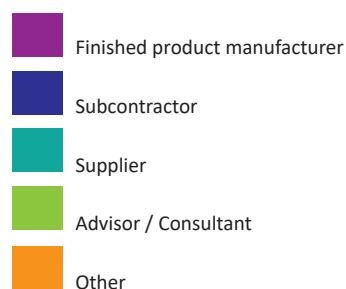 Finished product manufacturer
Subcontractor
Supplier
Advisor / Consultant
Other